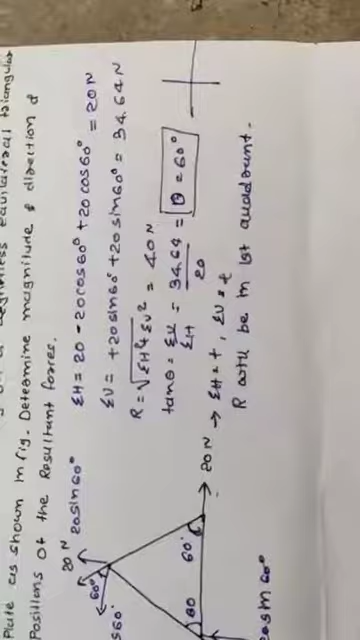 equilateral triangular
Plate as shown in fig. Determine magnitude & direction &
Positions of the Resultant forces.
ΣH = 20 - 20cos60° + 20cos60° = 20N
ΣV = +20sin60° + 20sin60° = 34.64N
R = √ΣH²+ΣV² = 40N
tanθ = ΣV/ΣH = 34.64/20 = θ = 60°
→ ΣH = +, ΣV = +
R will be in 1st quadrant.
20N 20sin60°
60°
60°
60
20N